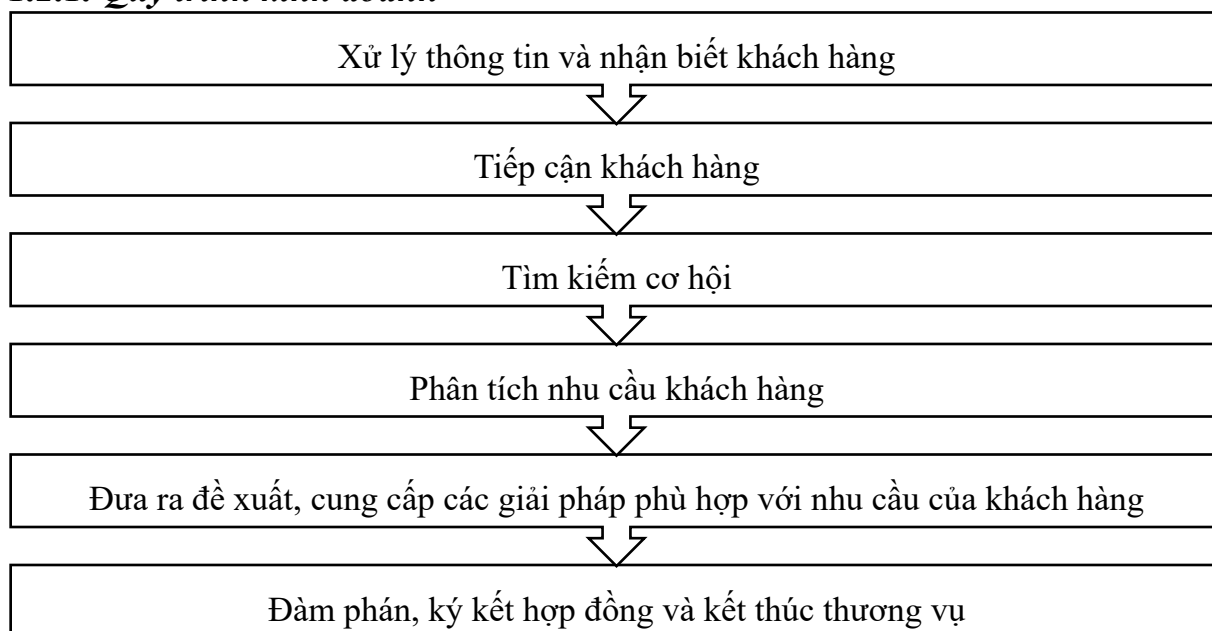 Xử lý thông tin và nhận biết khách hàng
Tiếp cận khách hàng
Tìm kiếm cơ hội
Phân tích nhu cầu khách hàng
Đưa ra đề xuất, cung cấp các giải pháp phù hợp với nhu cầu của khách hàng
Đàm phán, ký kết hợp đồng và kết thúc thương vụ